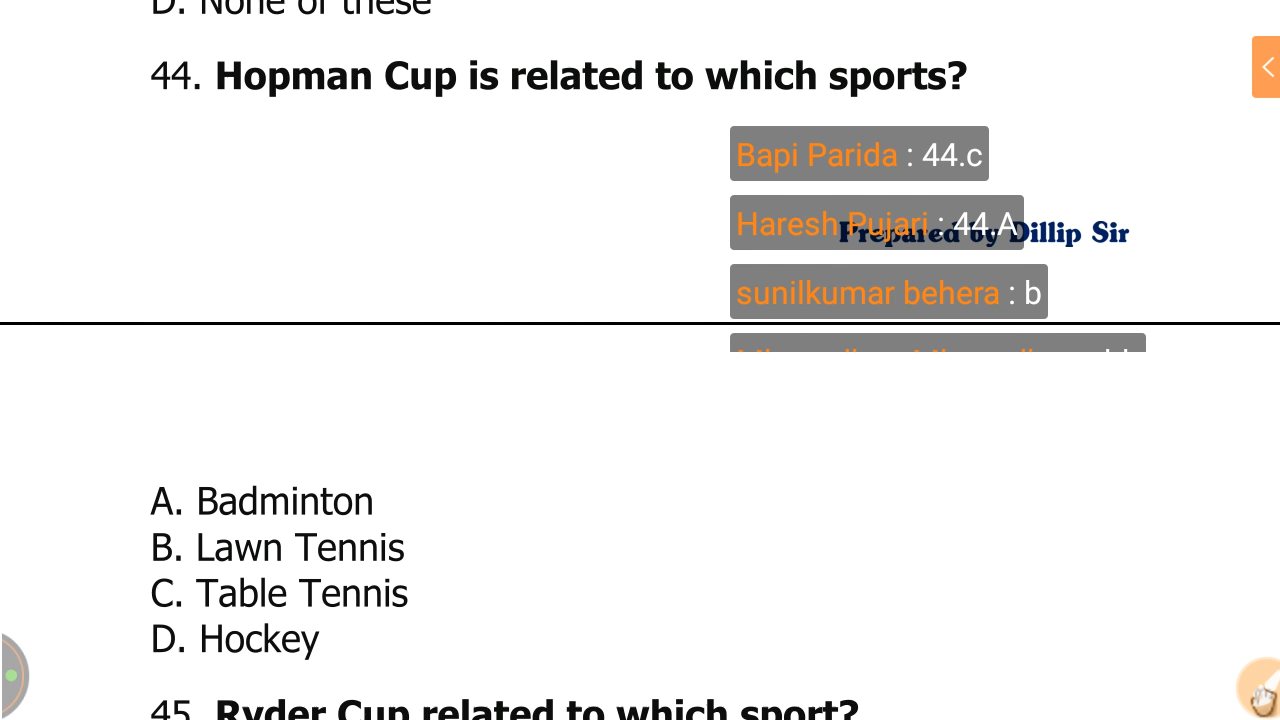 D. None of these
44. Hopman Cup is related to which sports?
Bapi Parida : 44.c
Haresh Pujari : 44.A
Prepared by Dillip Sir
sunilkumar behera : b
A. Badminton
B. Lawn Tennis
C. Table Tennis
D. Hockey
45. Ryder Cup related to which sport?